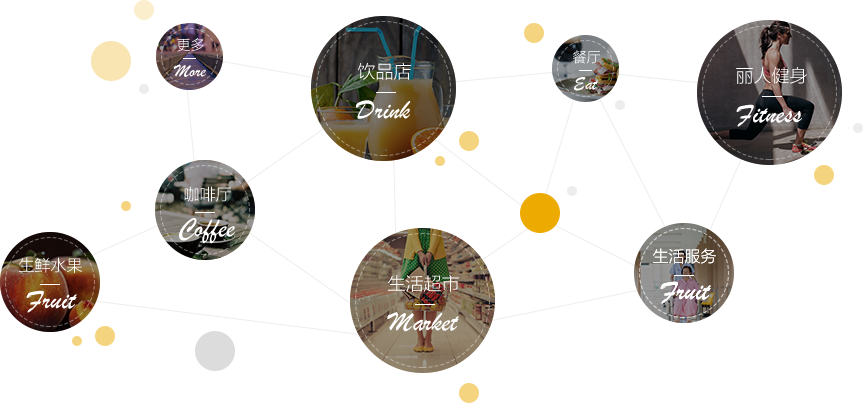 更多
More
饮品店
Drink
餐厅
Eat
丽人健身
Fitness
咖啡厅
Coffee
生鲜水果
Fruit
生活超市
Market
生活服务
Fruit